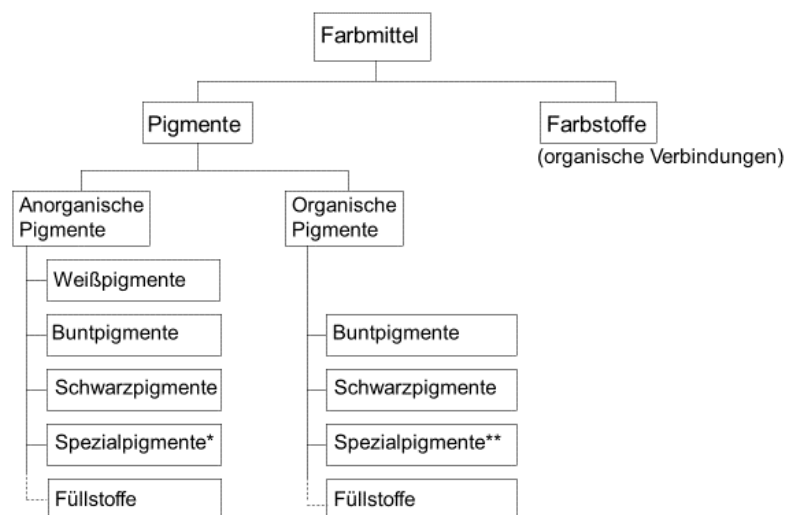 Farbmittel
Pigmente
Farbstoffe
(organische Verbindungen)
Anorganische
Pigmente
Organische
Pigmente
Weißpigmente
Buntpigmente
Schwarzpigmente
Spezialpigmente*
Füllstoffe
Buntpigmente
Schwarzpigmente
Spezialpigmente**
Füllstoffe